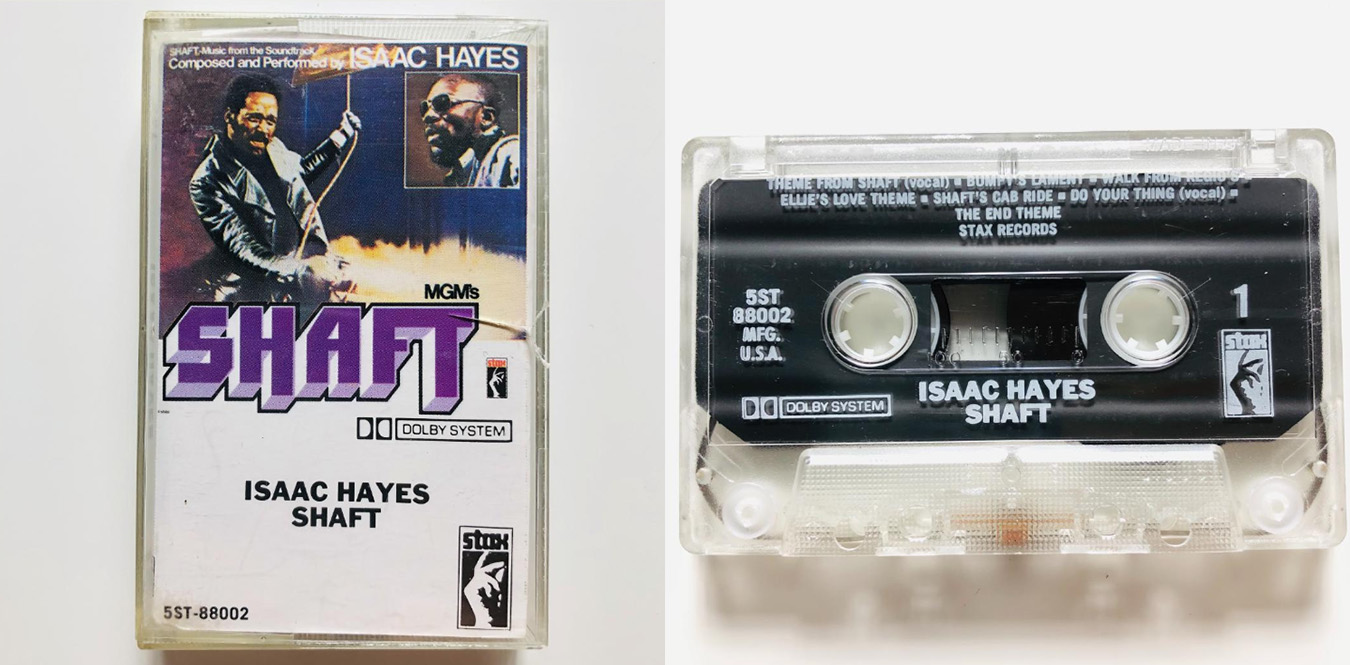 SHAFT-Music from the Soundtrack
Composed and Performed by ISAAC HAYES
MGM's
SHAFT
stax
DOLBY SYSTEM
ISAAC HAYES
SHAFT
stax
5ST-88002
THEME FROM SHAFT (vocal) ■ BUMPY'S LAMENT ■ WALK FROM REGIO'S
ELLIE'S LOVE THEME ■ SHAFT'S CAB RIDE ■ DO YOUR THING (vocal) ■
THE END THEME
STAX RECORDS
5ST
88002
MFG.
U.S.A.
1
stax
DOLBY SYSTEM
ISAAC HAYES
SHAFT